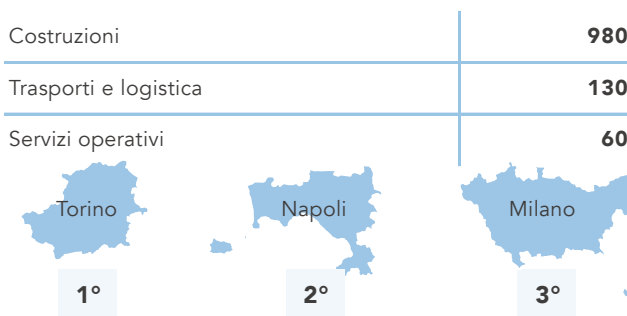 Costruzioni 980
Trasporti e logistica 130
Servizi operativi 60
Torino Napoli Milano
1° 2° 3°